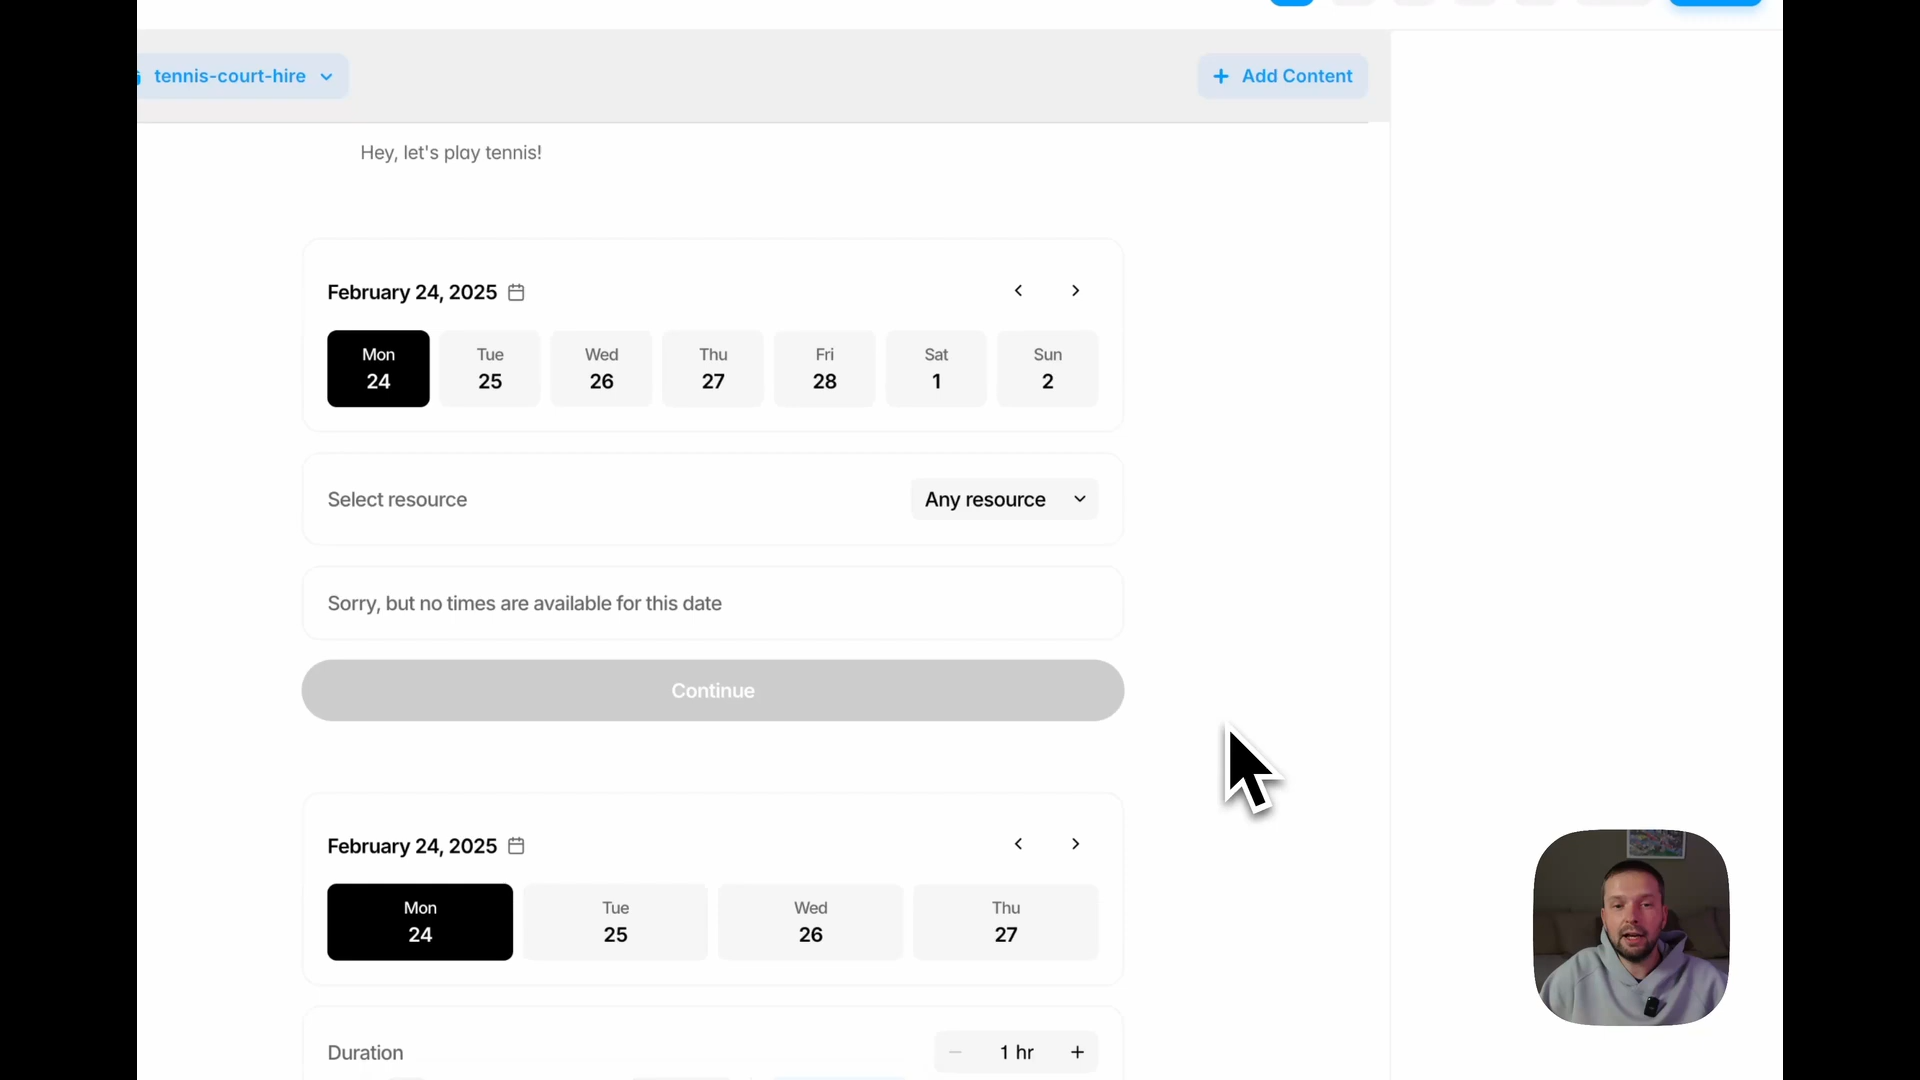 tennis-court-hire
+ Add Content
Hey, let's play tennis!
February 24, 2025
Mon Tue Wed Thu Fri Sat Sun
24 25 26 27 28 1 2
Select resource
Any resource
Sorry, but no times are available for this date
Continue
February 24, 2025
Mon Tue Wed Thu
24 25 26 27
Duration
− 1 hr +